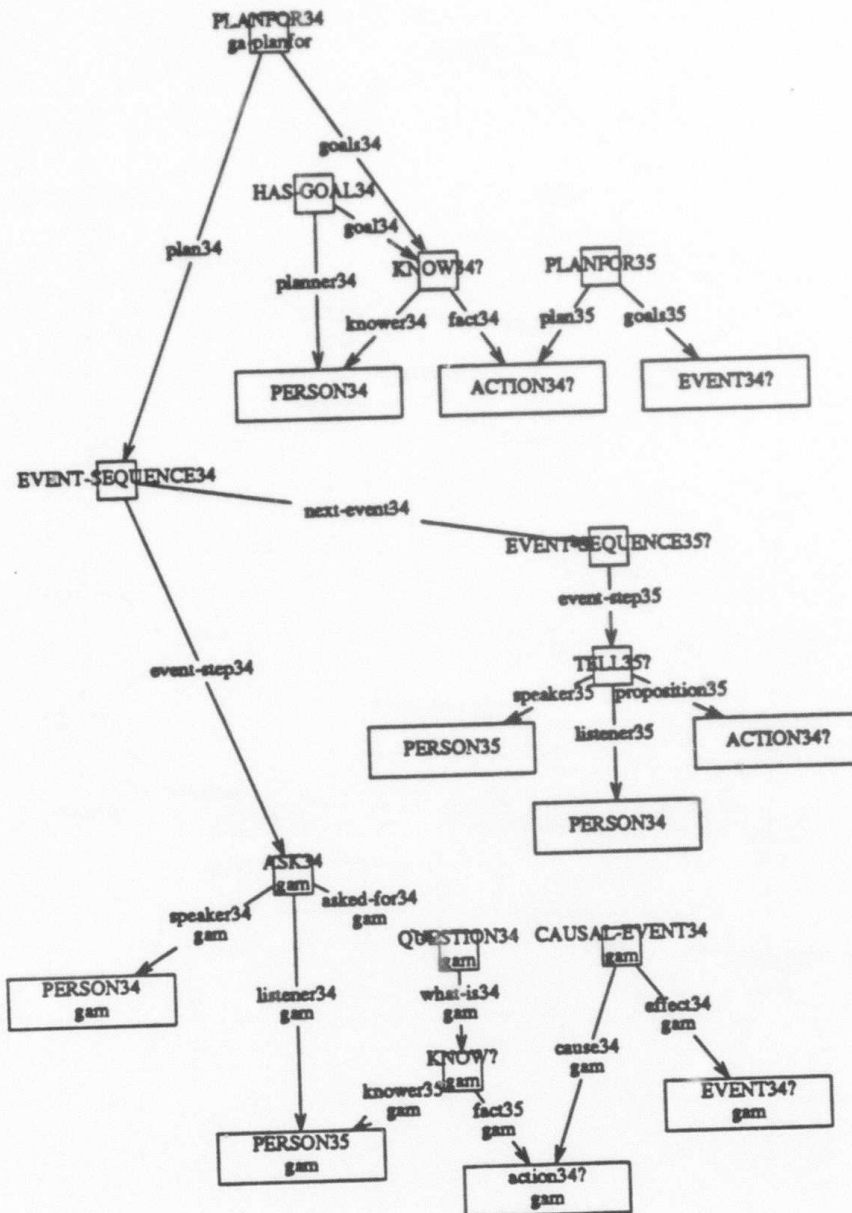 PLANFOR34
ga-planfor
goals34
HAS-GOAL34
goal34
plan34
KNOW34?
PLANFOR35
planner34
knower34
fact34
plan35
goals35
PERSON34
ACTION34?
EVENT34?
EVENT-SEQUENCE34
next-event34
EVENT-SEQUENCE35?
event-step35
event-step34
TELL35?
speaker35
proposition35
listener35
PERSON35
ACTION34?
PERSON34
ASK34
gam
asked-for34
gam
speaker34
gam
QUESTION34
gam
CAUSAL-EVENT34
gam
PERSON34
gam
listener34
gam
what-is34
gam
effect34
gam
cause34
gam
KNOW?
gam
knower35
gam
fact35
gam
EVENT34?
gam
PERSON35
gam
action34?
gam